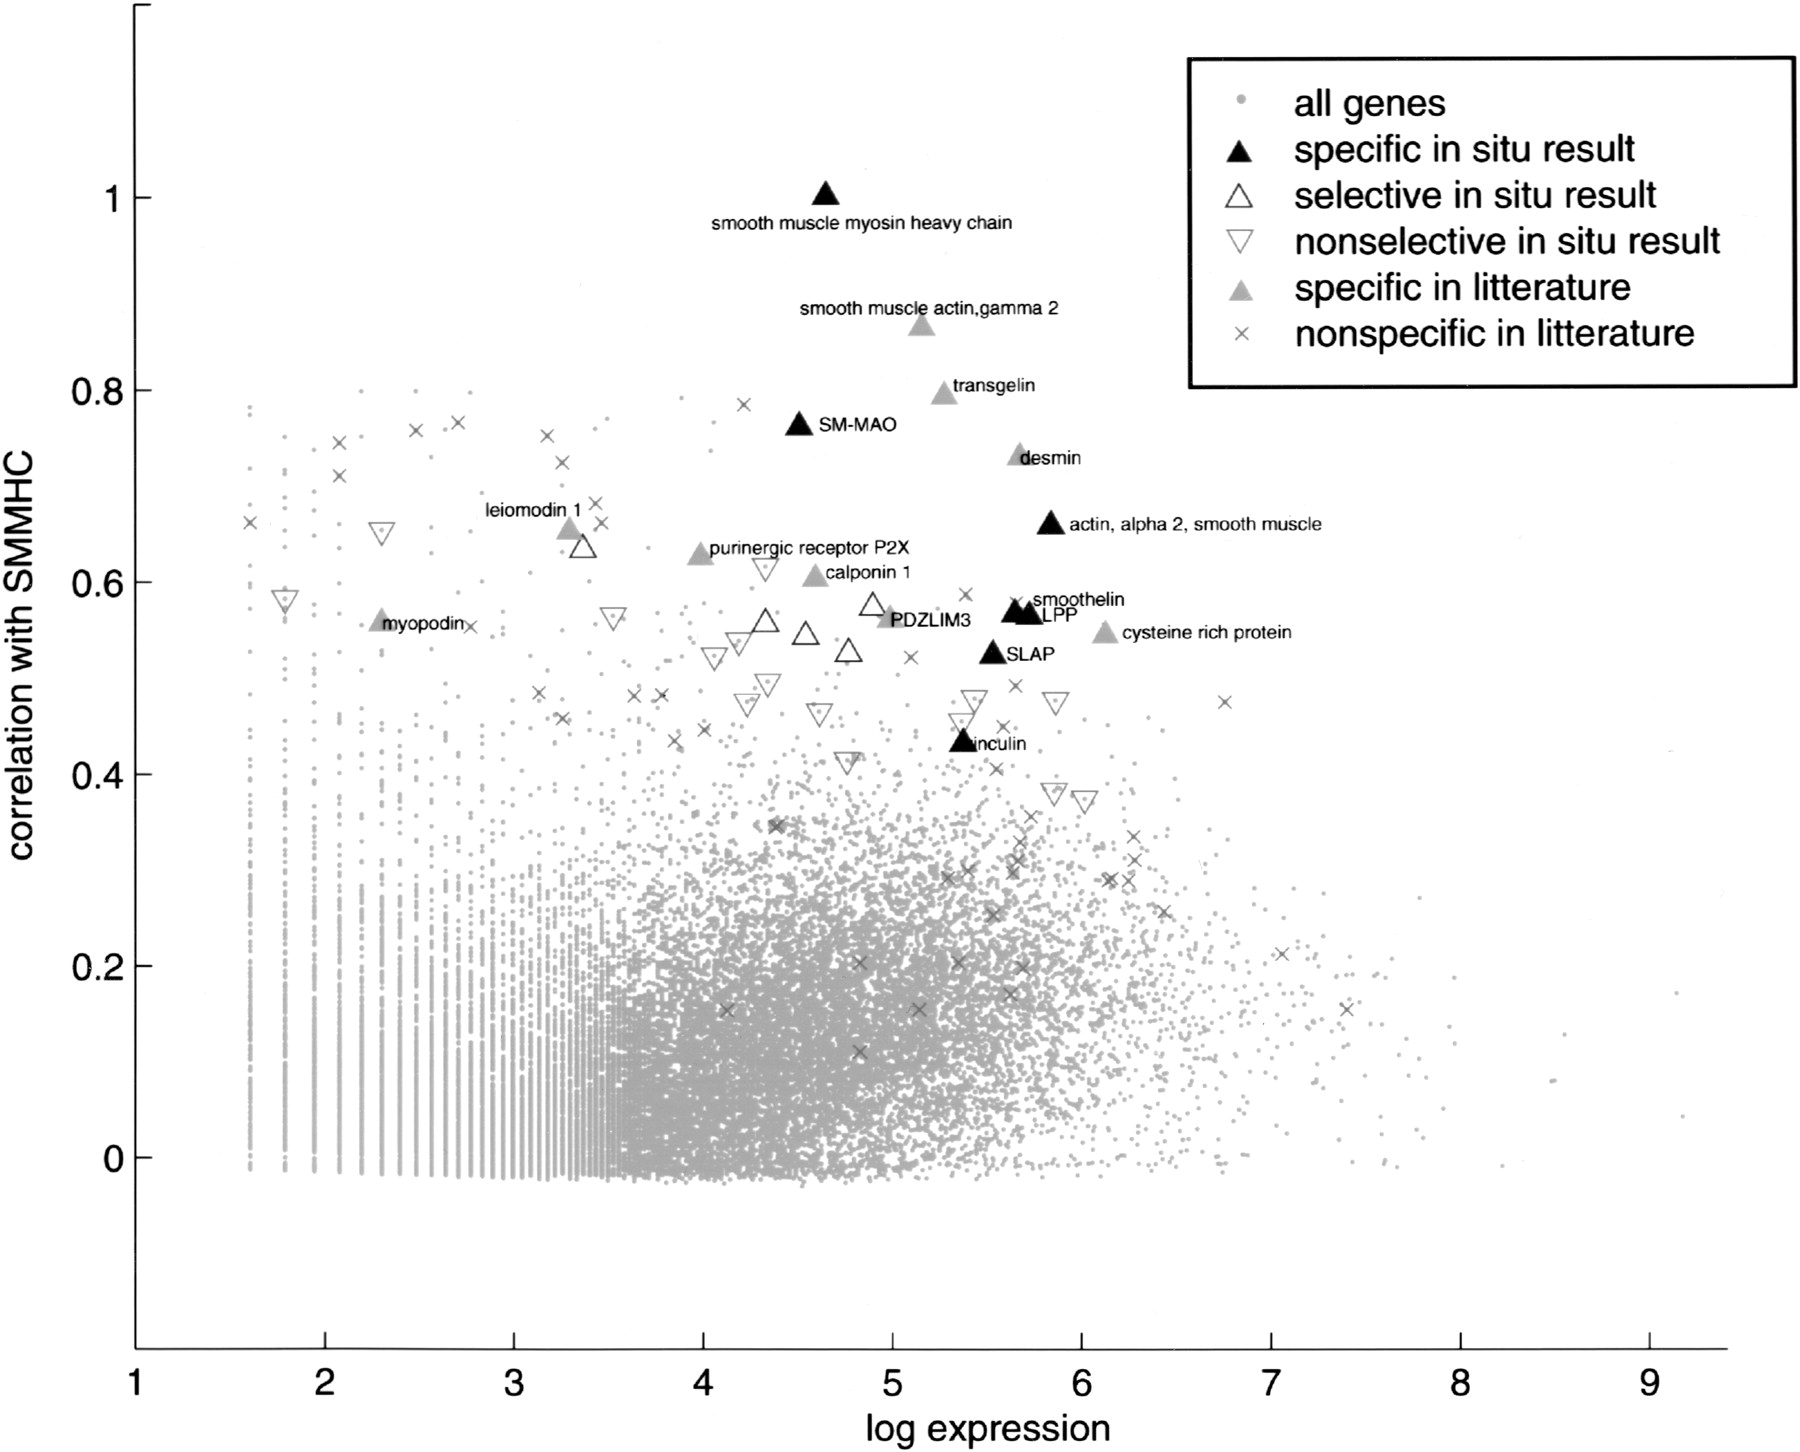 all genes
specific in situ result
selective in situ result
nonselective in situ result
specific in litterature
nonspecific in litterature
1
smooth muscle myosin heavy chain
smooth muscle actin,gamma 2
0.8
transgelin
SM-MAO
desmin
leiomodin 1
actin, alpha 2, smooth muscle
purinergic receptor P2X
calponin 1
0.6
smoothelin
LPP
PDZLIM3
myopodin
cysteine rich protein
SLAP
inculin
0.4
0.2
0
correlation with SMMHC
1 2 3 4 5 6 7 8 9
log expression